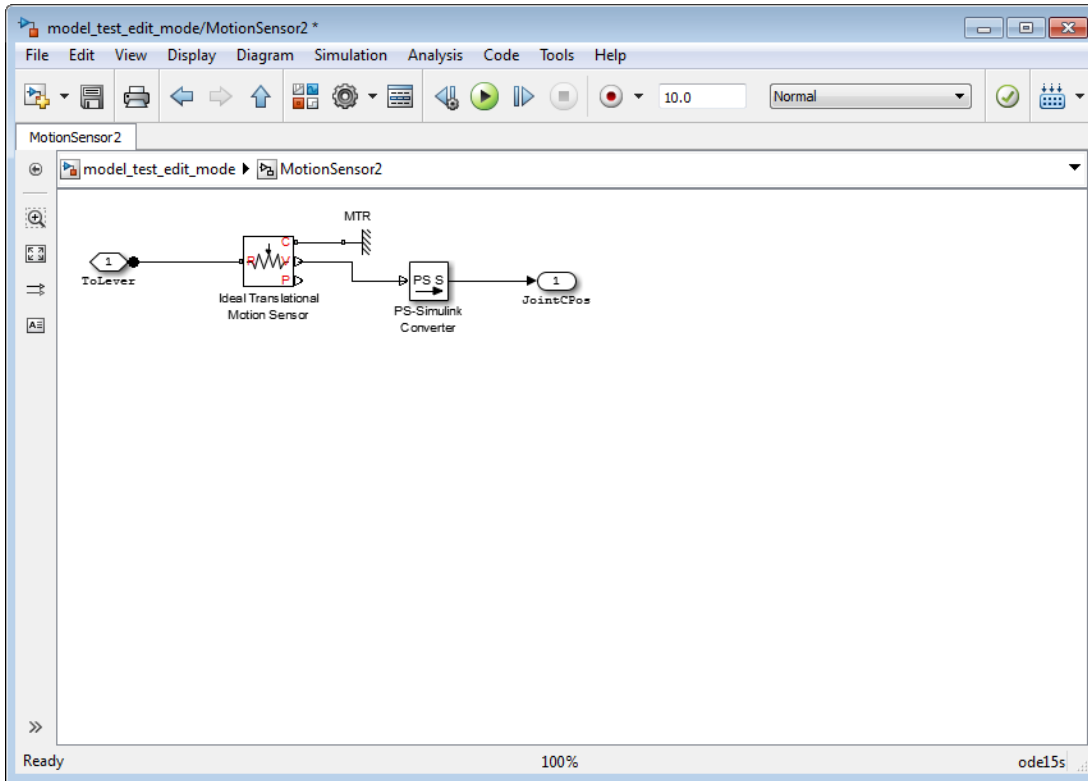 model_test_edit_mode/MotionSensor2 *
File Edit View Display Diagram Simulation Analysis Code Tools Help
10.0 Normal
MotionSensor2
model_test_edit_mode MotionSensor2
MTR
C
1 R V PS S 1
P
ToLever JointCPos
Ideal Translational
Motion Sensor
PS-Simulink
Converter
Ready 100% ode15s